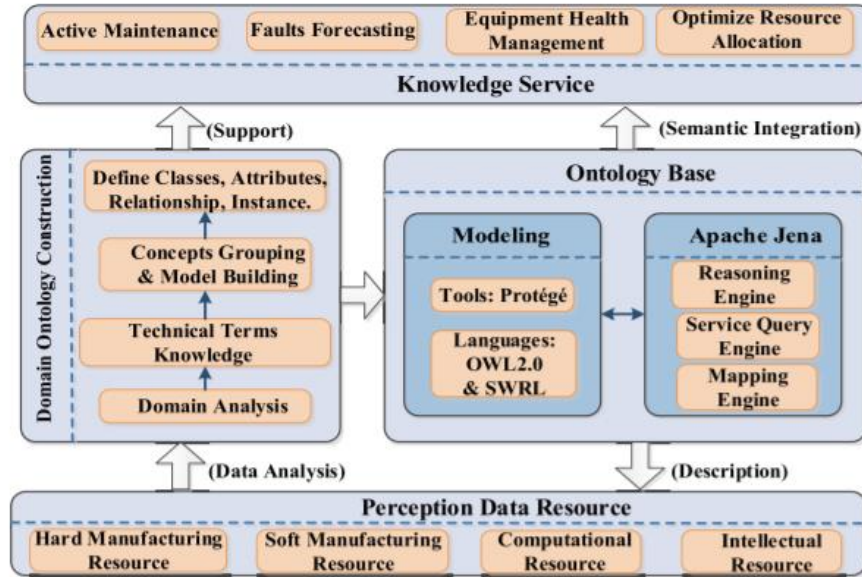 Active Maintenance
Faults Forecasting
Equipment Health
Management
Optimize Resource
Allocation
Knowledge Service
(Support)
(Semantic Integration)
Domain Ontology Construction
Define Classes, Attributes,
Relationship, Instance.
Concepts Grouping
& Model Building
Technical Terms
Knowledge
Domain Analysis
Ontology Base
Modeling
Tools: Protégé
Languages:
OWL2.0
& SWRL
Apache Jena
Reasoning
Engine
Service Query
Engine
Mapping
Engine
(Data Analysis)
(Description)
Perception Data Resource
Hard Manufacturing
Resource
Soft Manufacturing
Resource
Computational
Resource
Intellectual
Resource